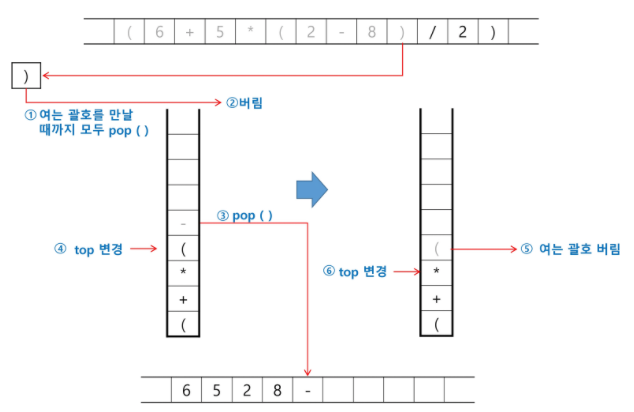 ( 6 + 5 * ( 2 - 8 ) / 2 )
)
②버림
① 여는 괄호를 만날
때까지 모두 pop ( )
-
③ pop ( )
④ top 변경
(
*
+
(
(
⑤ 여는 괄호 버림
⑥ top 변경
*
+
(
6 5 2 8 -